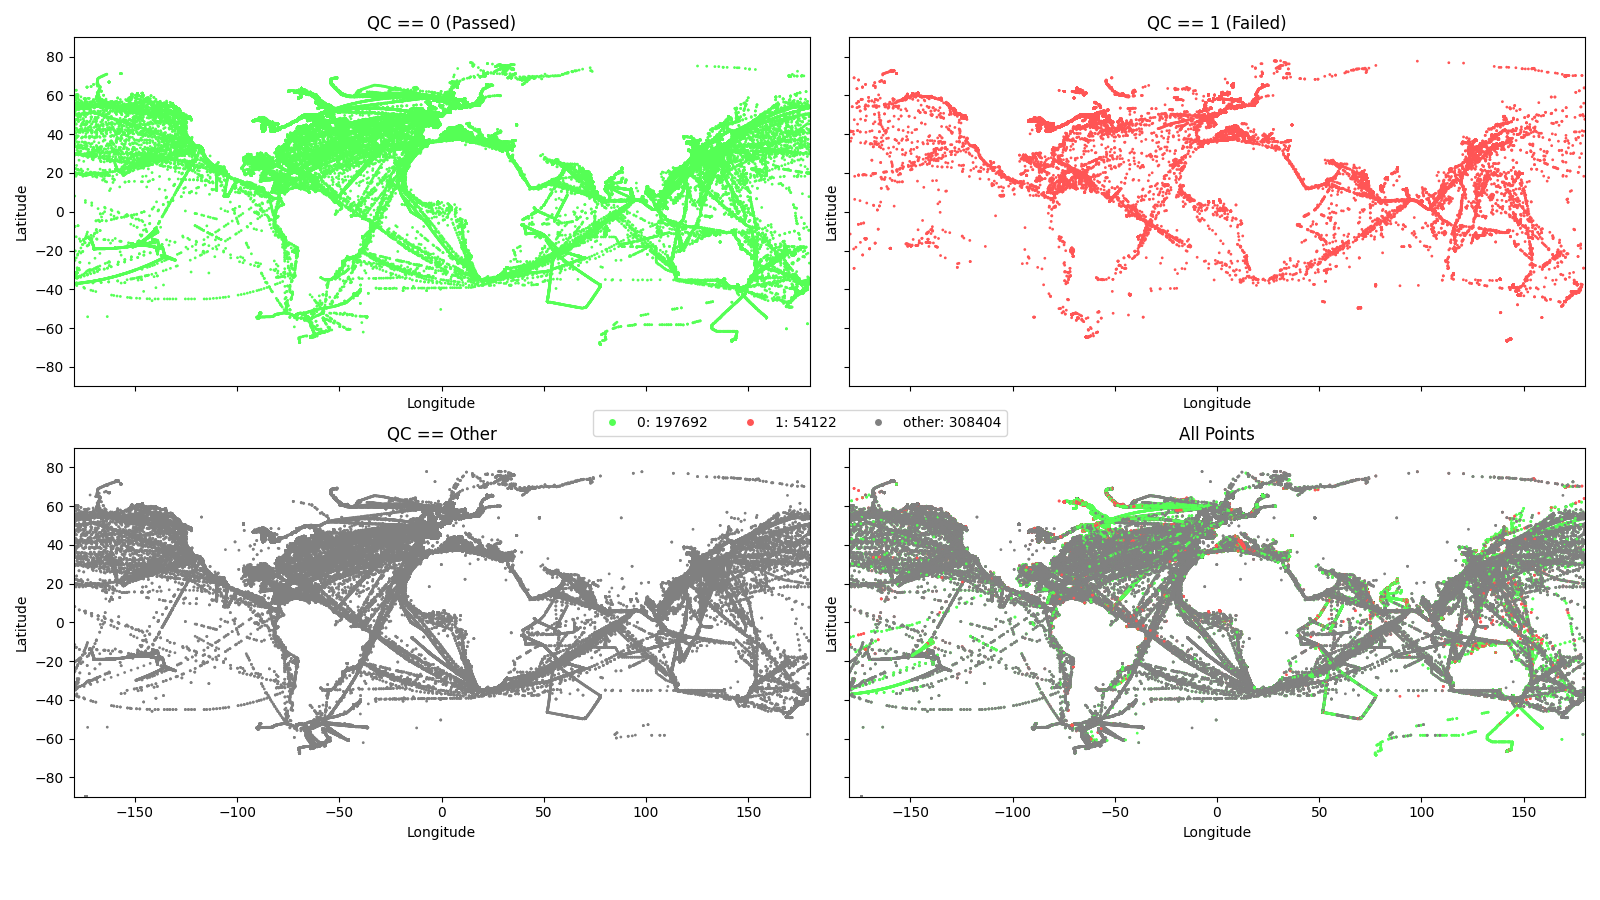 QC == 0 (Passed)
QC == 1 (Failed)
80
60
40
20
0
−20
−40
−60
−80
Latitude
Latitude
Longitude
Longitude
0: 197692 1: 54122 other: 308404
QC == Other
All Points
80
60
40
20
0
−20
−40
−60
−80
Latitude
Latitude
−150 −100 −50 0 50 100 150
−150 −100 −50 0 50 100 150
Longitude
Longitude